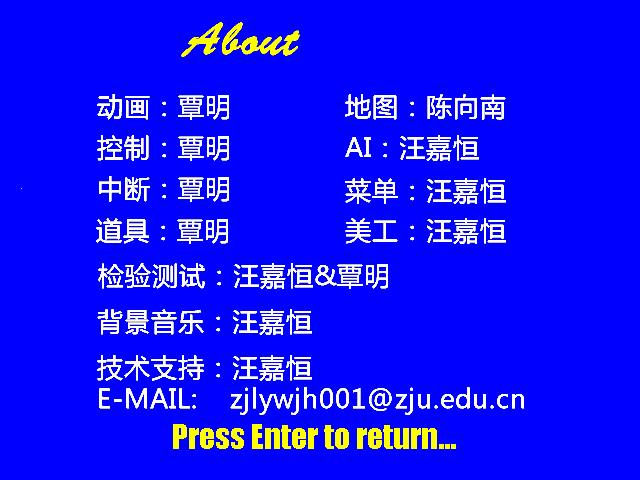 About
动画：覃明 地图：陈向南
控制：覃明 AI：汪嘉恒
中断：覃明 菜单：汪嘉恒
道具：覃明 美工：汪嘉恒
检验测试：汪嘉恒&覃明
背景音乐：汪嘉恒
技术支持：汪嘉恒
E-MAIL: zjlywjh001@zju.edu.cn
Press Enter to return...